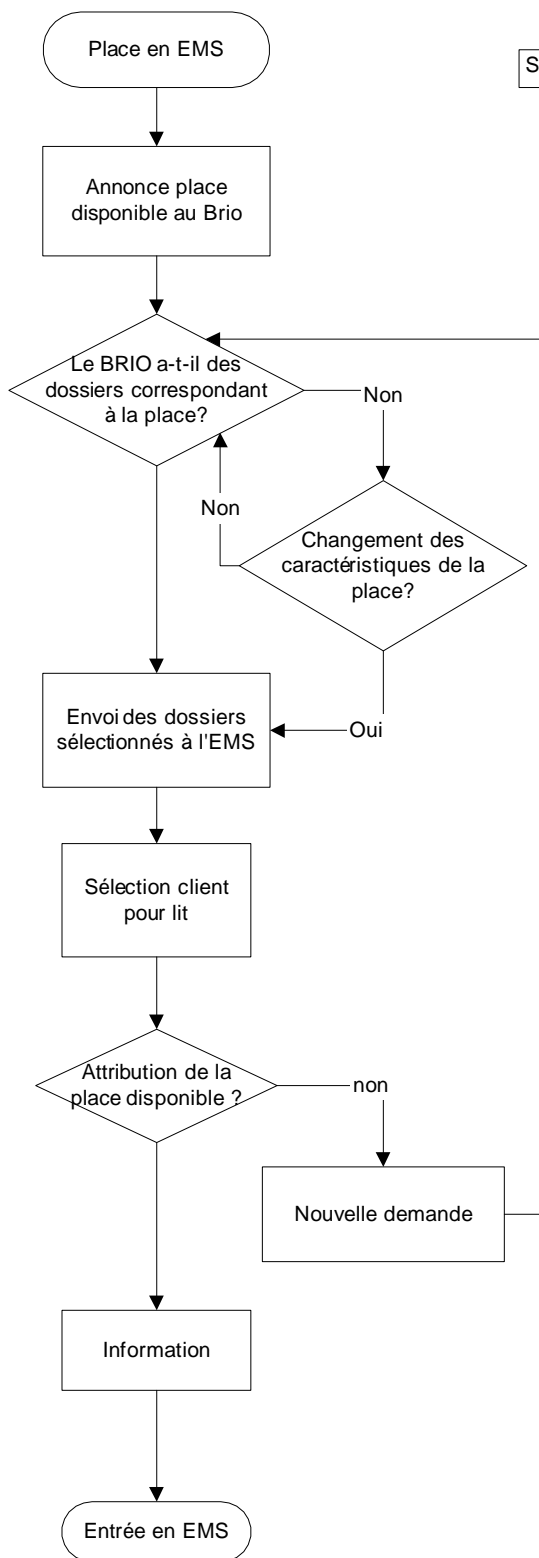 Place en EMS
S
Annonce place
disponible au Brio
Le BRIO a-t-il des
dossiers correspondant
à la place?
Non
Non
Changement des
caractéristiques de la
place?
Envoi des dossiers
sélectionnés à l'EMS
Oui
Sélection client
pour lit
Attribution de la
place disponible ?
non
Nouvelle demande
Information
Entrée en EMS